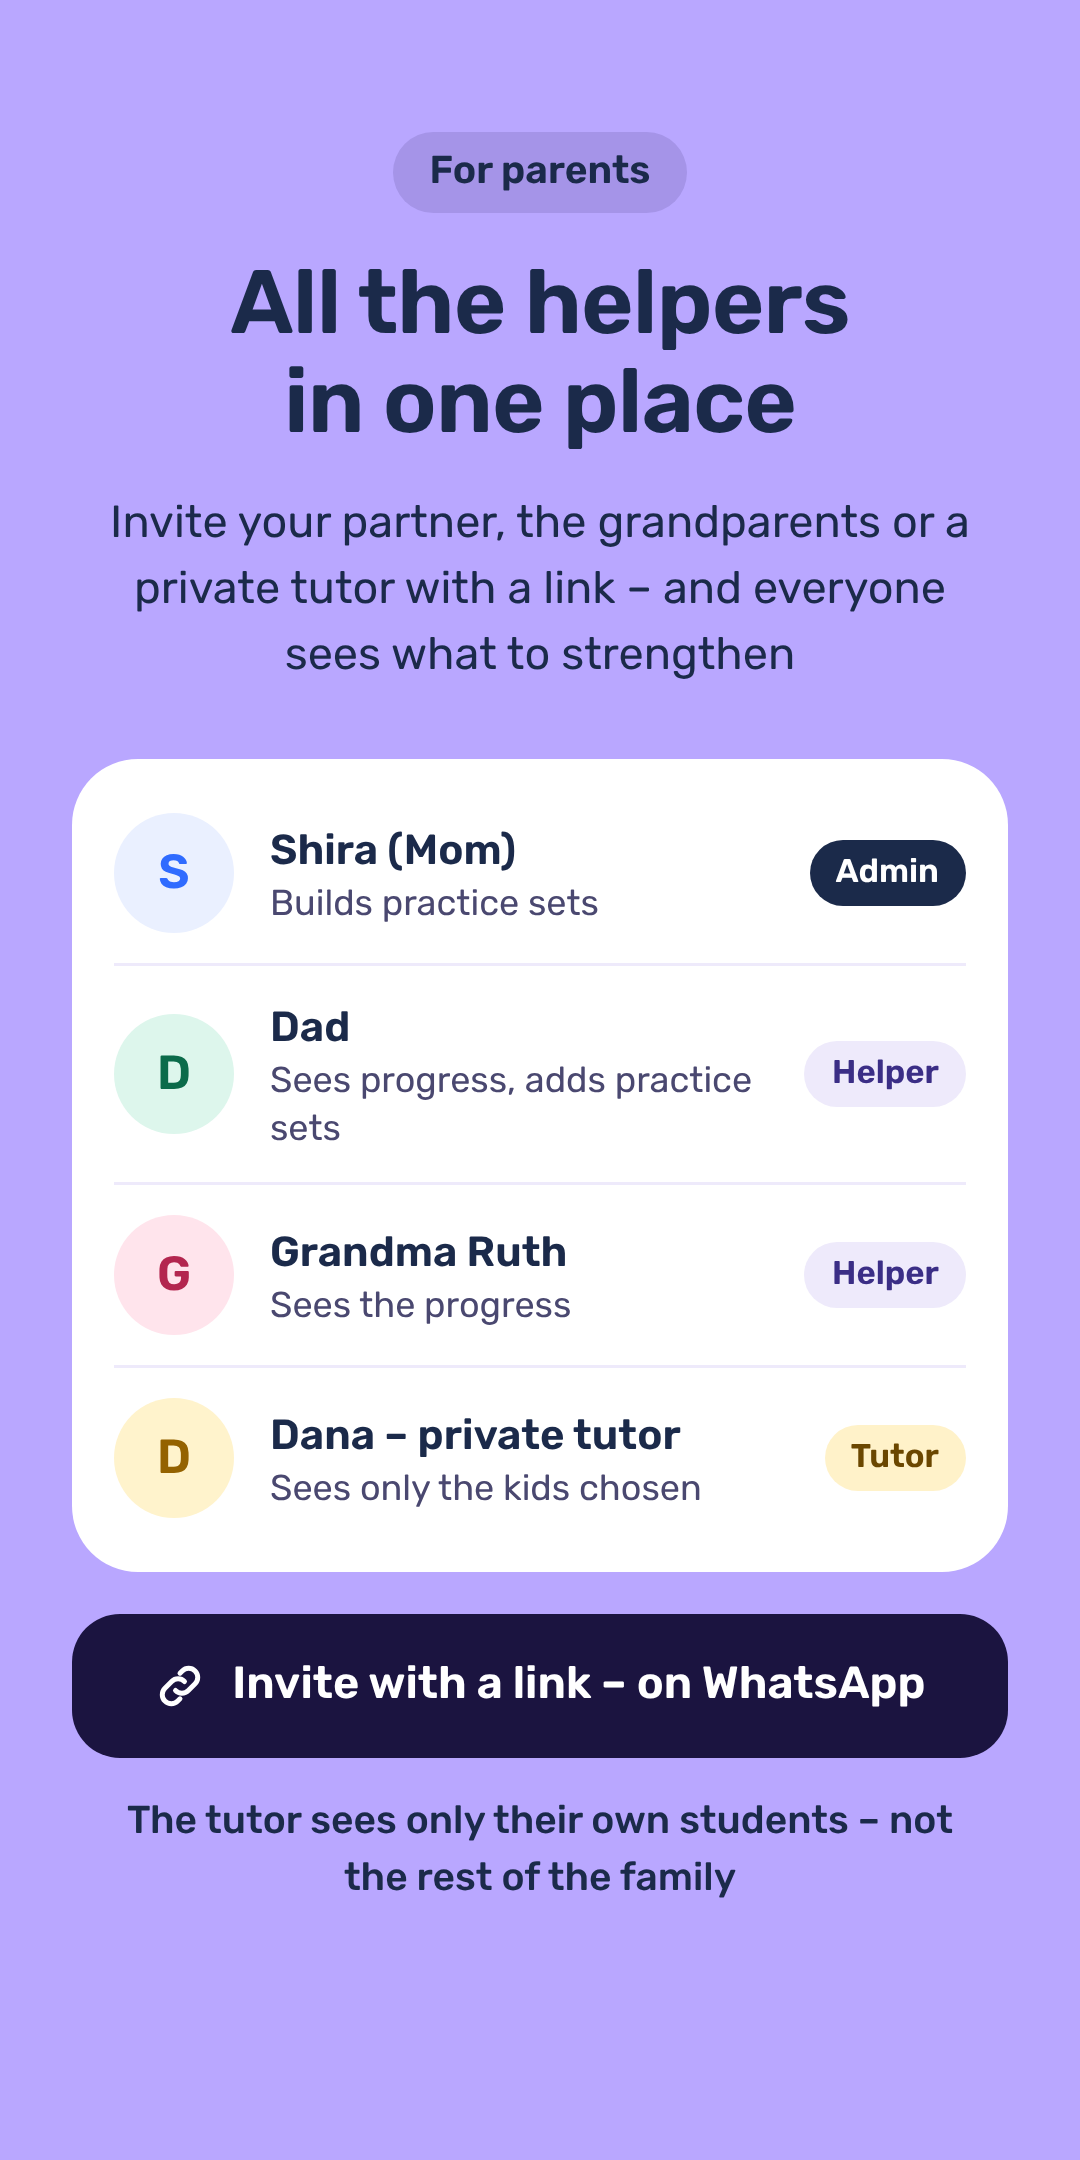 For parents
All the helpers
in one place
Invite your partner, the grandparents or a
private tutor with a link – and everyone
sees what to strengthen
S
Shira (Mom)
Builds practice sets
Admin
D
Dad
Sees progress, adds practice
sets
Helper
G
Grandma Ruth
Sees the progress
Helper
D
Dana – private tutor
Sees only the kids chosen
Tutor
Invite with a link – on WhatsApp
The tutor sees only their own students – not
the rest of the family